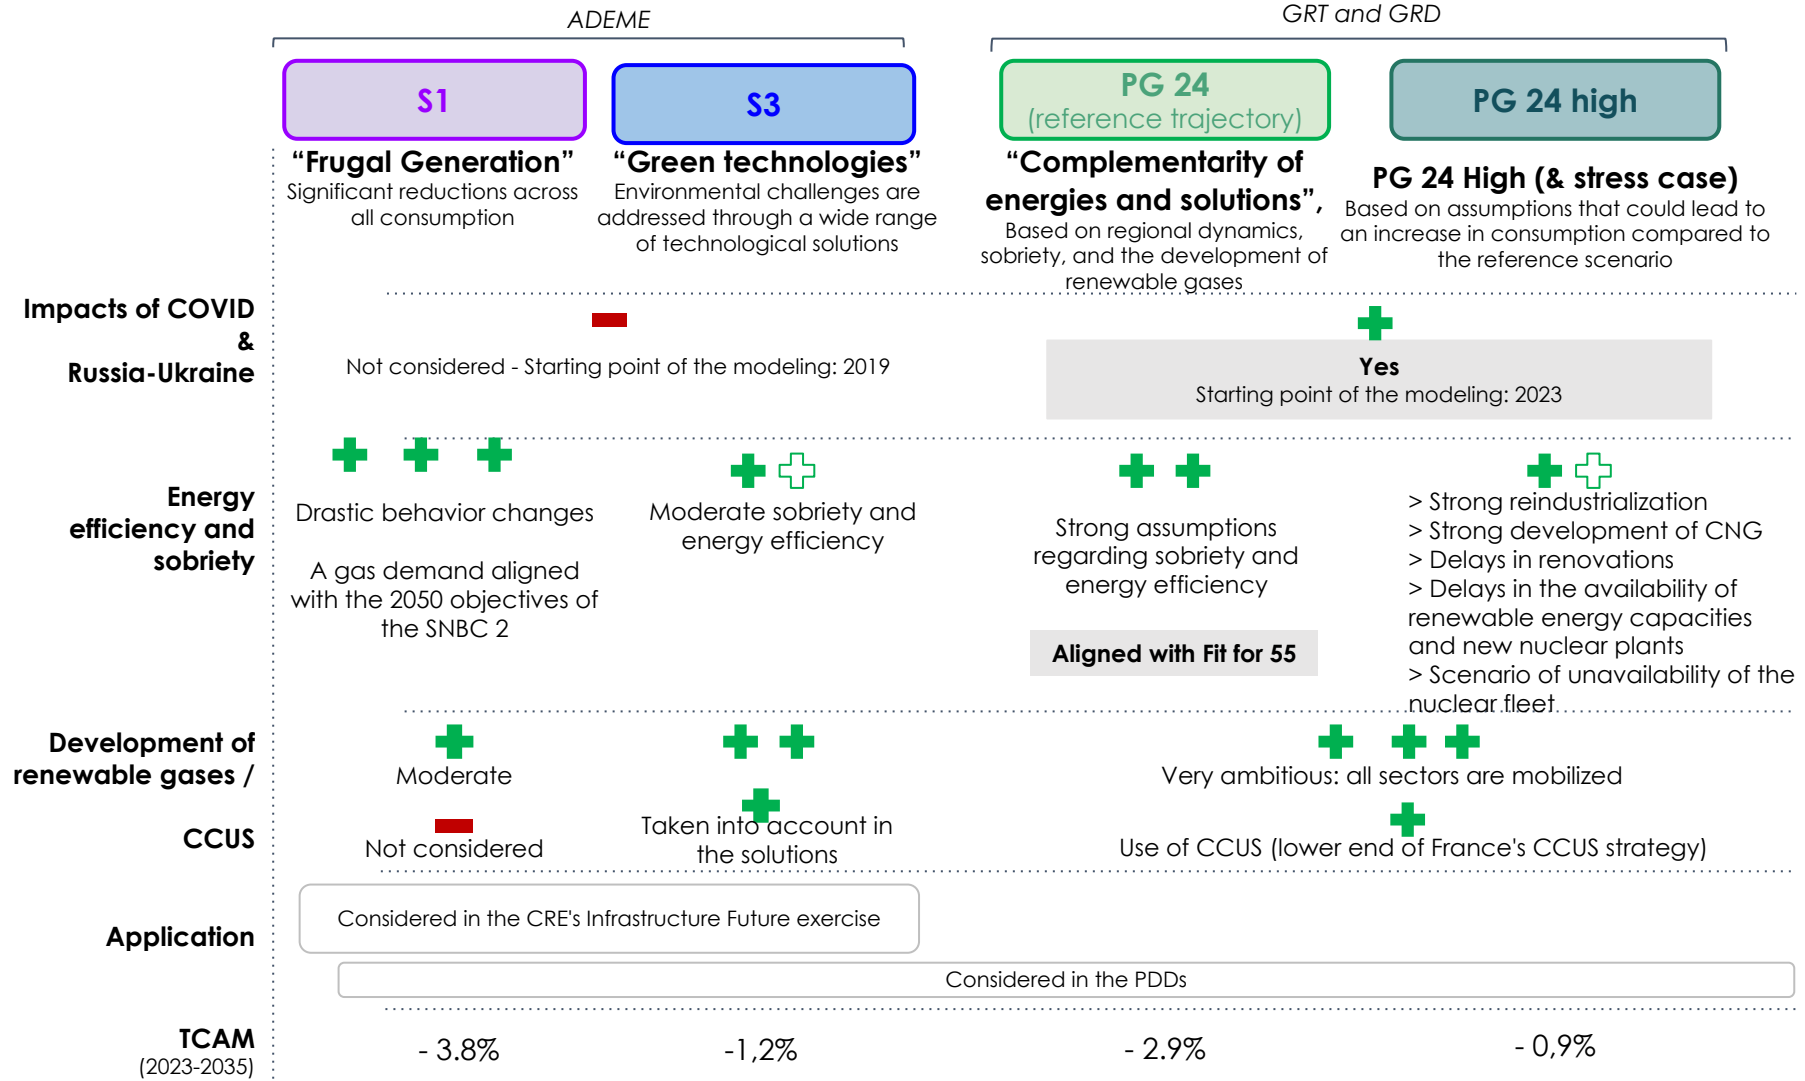 ADEME
GRT and GRD
S1
S3
PG 24
(reference trajectory)
PG 24 high
“Frugal Generation”
Significant reductions across
all consumption
“Green technologies”
Environmental challenges are
addressed through a wide range
of technological solutions
“Complementarity of
energies and solutions”,
Based on regional dynamics,
sobriety, and the development of
renewable gases
PG 24 High (& stress case)
Based on assumptions that could lead to
an increase in consumption compared to
the reference scenario
Impacts of COVID
&
Russia-Ukraine
Not considered - Starting point of the modeling: 2019
Yes
Starting point of the modeling: 2023
Energy
efficiency and
sobriety
Drastic behavior changes
A gas demand aligned
with the 2050 objectives of
the SNBC 2
Moderate sobriety and
energy efficiency
Strong assumptions
regarding sobriety and
energy efficiency
Aligned with Fit for 55
> Strong reindustrialization
> Strong development of CNG
> Delays in renovations
> Delays in the availability of
renewable energy capacities
and new nuclear plants
> Scenario of unavailability of the
nuclear fleet
Development of
renewable gases /
Moderate
Very ambitious: all sectors are mobilized
CCUS
Not considered
Taken into account in
the solutions
Use of CCUS (lower end of France's CCUS strategy)
Application
Considered in the CRE's Infrastructure Future exercise
Considered in the PDDs
TCAM
(2023-2035)
- 3.8%
-1,2%
- 2.9%
- 0,9%